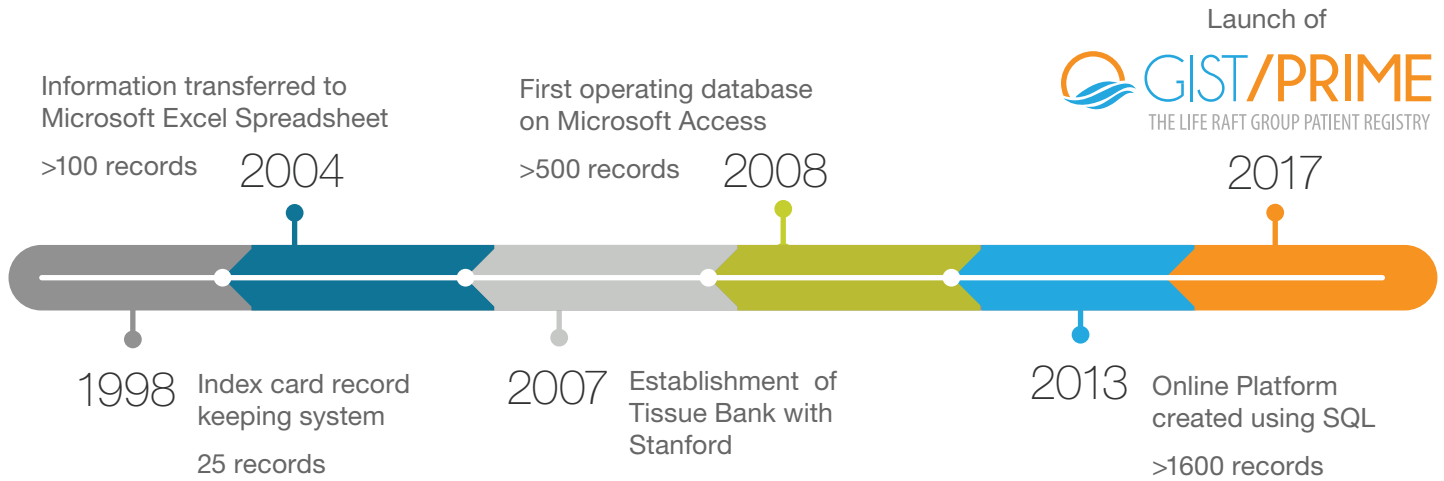 Launch of
GIST/PRIME
THE LIFE RAFT GROUP PATIENT REGISTRY
2017
Information transferred to
Microsoft Excel Spreadsheet
>100 records
2004
First operating database
on Microsoft Access
>500 records
2008
1998
Index card record
keeping system
25 records
2007
Establishment of
Tissue Bank with
Stanford
2013
Online Platform
created using SQL
>1600 records